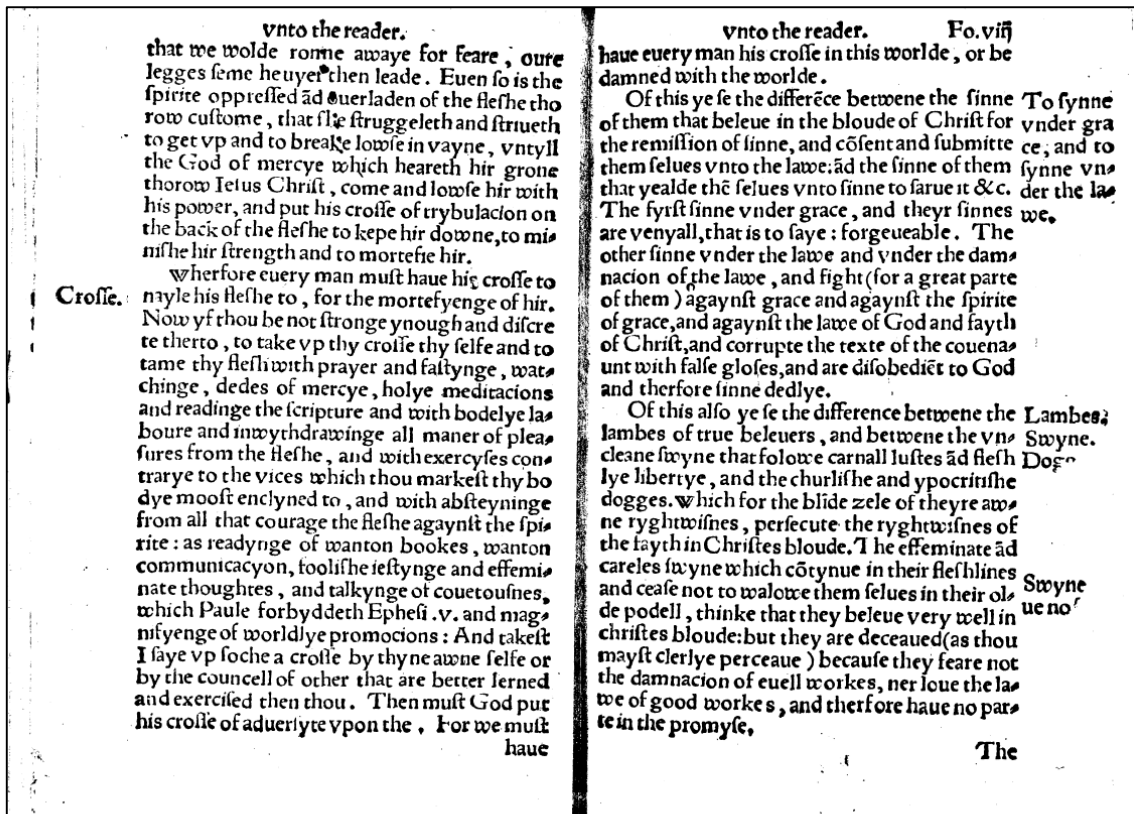 vnto the reader.
that we wolde ronne awaye for feare, oure
legges seme heuyer then leade. Euen ſo is the
ſpirite oppreſſed ãd ouerladen of the fleſhe tho
row cuſtome, that ſhe ſtruggeleth and ſtriueth
to get vp and to breake lowſe in vayne, vntyll
the God of mercye which heareth hir grone
thorow Ieſus Chriſt, come and lowſe hir with
his power, and put his croſſe of trybulacion on
the back of the fleſhe to kepe hir downe, to mi⸗
niſhe hir ſtrength and to mortefie hir.
Wherfore euery man muſt haue his croſſe to
Croſſe.
nayle his fleſhe to, for the mortefyenge of hir.
Now yf thou be not ſtronge ynough and diſcre
te therto, to take vp thy croſſe thy ſelfe and to
tame thy fleſh with prayer and faſtynge, wat⸗
chinge, dedes of mercye, holye meditacions
and readinge the ſcripture and with bodelye la⸗
boure and in wythdrawinge all maner of plea⸗
ſures from the fleſhe, and with exercyſes con⸗
trarye to the vices which thou markeſt thy bo
dye mooſt enclyned to, and with abſteyninge
from all that courage the fleſhe agaynſt the ſpi⸗
rite: as readynge of wanton bookes, wanton
communicacyon, fooliſhe ieſtynge and effemi⸗
nate thoughtes, and talkynge of couetouſnes,
which Paule forbyddeth Epheſi.v. and mag⸗
nifyenge of worldlye promocions: And takeſt
I ſaye vp ſoche a croſſe by thyne awne ſelfe or
by the councell of other that are better lerned
and exerciſed then thou. Then muſt God put
his croſſe of aduerſyte vpon the. For we muſt
haue
vnto the reader. Fo.viij
haue euery man his croſſe in this worlde, or be
damned with the worlde.
Of this ye ſe the differẽce betwene the ſinne
of them that beleue in the bloude of Chriſt for
the remiſſion of ſinne, and cõſent and ſubmitte
them ſelues vnto the lawe: ãd the ſinne of them
that yealde thẽ ſelues vnto ſinne to ſarue it &c.
The fyrſt ſinne vnder grace, and theyr ſinnes
are venyall, that is to ſaye: forgeueable. The
other ſinne vnder the lawe and vnder the dam⸗
nacion of the lawe, and fight (for a great parte
of them) agaynſt grace and agaynſt the ſpirite
of grace, and agaynſt the lawe of God and fayth
of Chriſt, and corrupte the texte of the couena⸗
unt with falſe gloſes, and are diſobediẽt to God
and therfore ſinne dedlye.
To ſynne
vnder gra
ce, and to
ſynne vn⸗
der the la⸗
we.
Of this alſo ye ſe the difference betwene the
lambes of true beleuers, and betwene the vn⸗
cleane ſwyne that folowe carnall luſtes ãd fleſh
lye libertye, and the churliſhe and ypocritiſhe
dogges. Which for the blĩde zele of theyre aw⸗
ne ryghtwiſnes, perſecute the ryghtwiſnes of
the fayth in Chriſtes bloude. The effeminate ãd
careles ſwyne which cõtynue in their fleſhlines
and ceaſe not to walowe them ſelues in their ol⸗
de podell, thinke that they beleue very well in
chriſtes bloude: but they are deceaued (as thou
mayſt clerlye perceaue) becauſe they feare not
the damnacion of euell workes, ner loue the la⸗
we of good workes, and therfore haue no par⸗
te in the promyſe.
Lambes.
Swyne.
Swyne
The